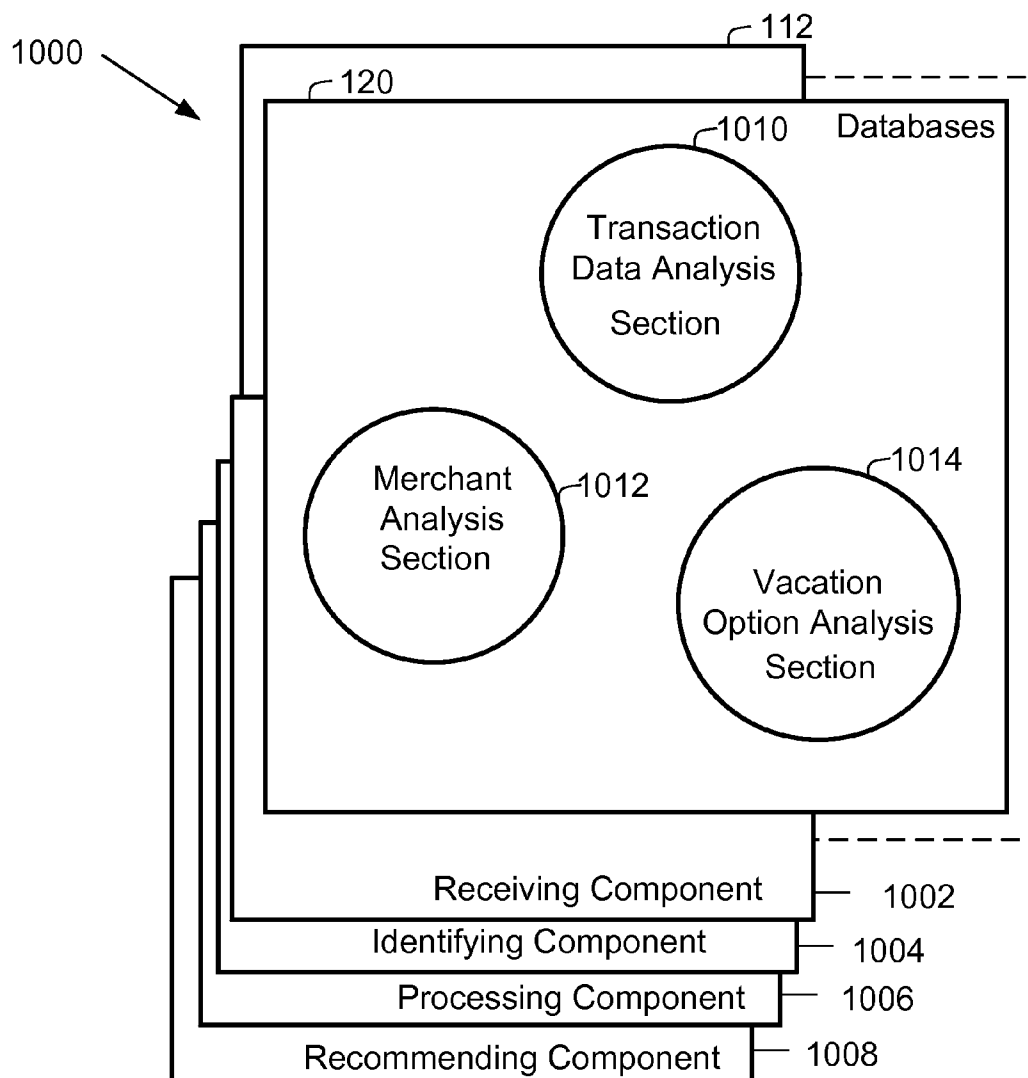 1000
112
120
Databases
1010
Transaction
Data Analysis
Section
Merchant
Analysis
Section
1012
1014
Vacation
Option Analysis
Section
Receiving Component
1002
Identifying Component
1004
Processing Component
1006
Recommending Component
1008